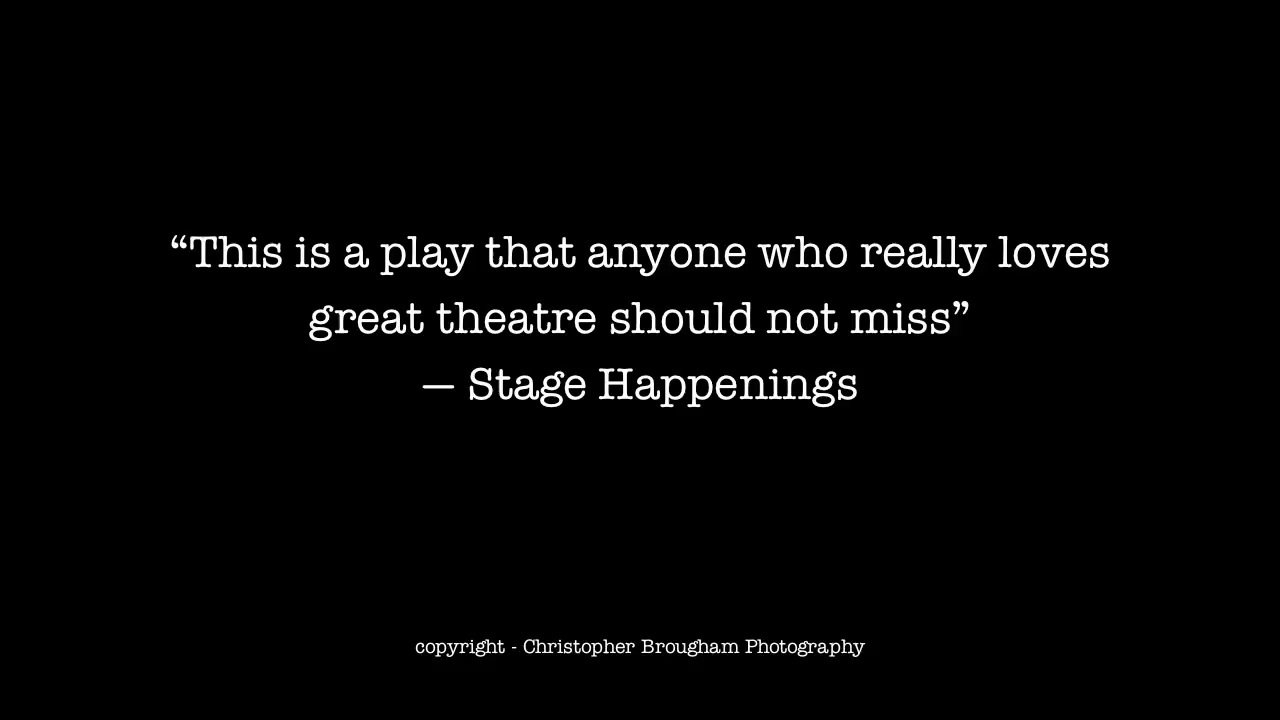 “This is a play that anyone who really loves
great theatre should not miss”
– Stage Happenings
copyright - Christopher Brougham Photography